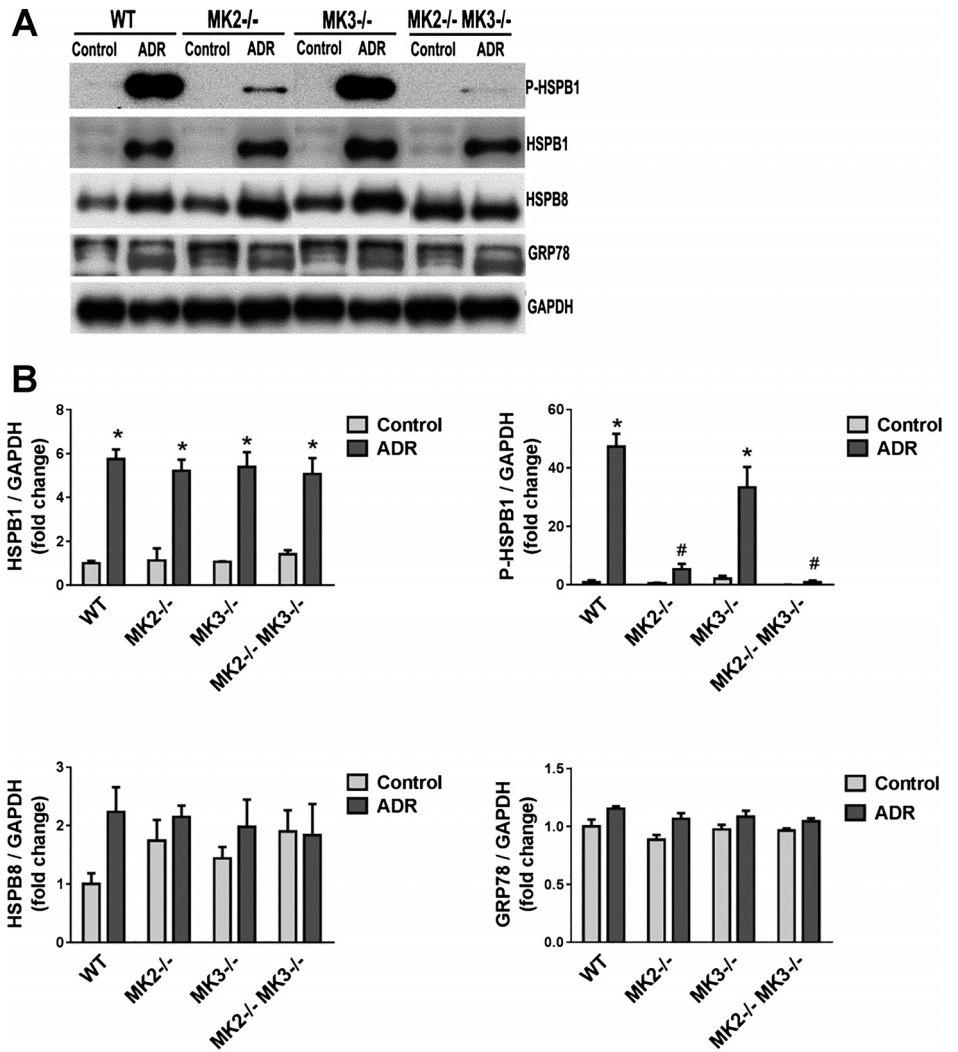 A
WT MK2-/- MK3-/- MK2-/- MK3-/-
Control ADR Control ADR Control ADR Control ADR
P-HSPB1
HSPB1
HSPB8
GRP78
GAPDH
B
HSPB1 / GAPDH
(fold change)
8
6
4
2
0
* * * *
Control
ADR
WT
MK2-/-
MK3-/-
MK2-/- MK3-/-
P-HSPB1 / GAPDH
(fold change)
60
40
20
0
* # * #
Control
ADR
WT
MK2-/-
MK3-/-
MK2-/- MK3-/-
HSPB8 / GAPDH
(fold change)
3
2
1
0
Control
ADR
WT
MK2-/-
MK3-/-
MK2-/- MK3-/-
GRP78 / GAPDH
(fold change)
1.5
1.0
0.5
0.0
Control
ADR
WT
MK2-/-
MK3-/-
MK2-/- MK3-/-